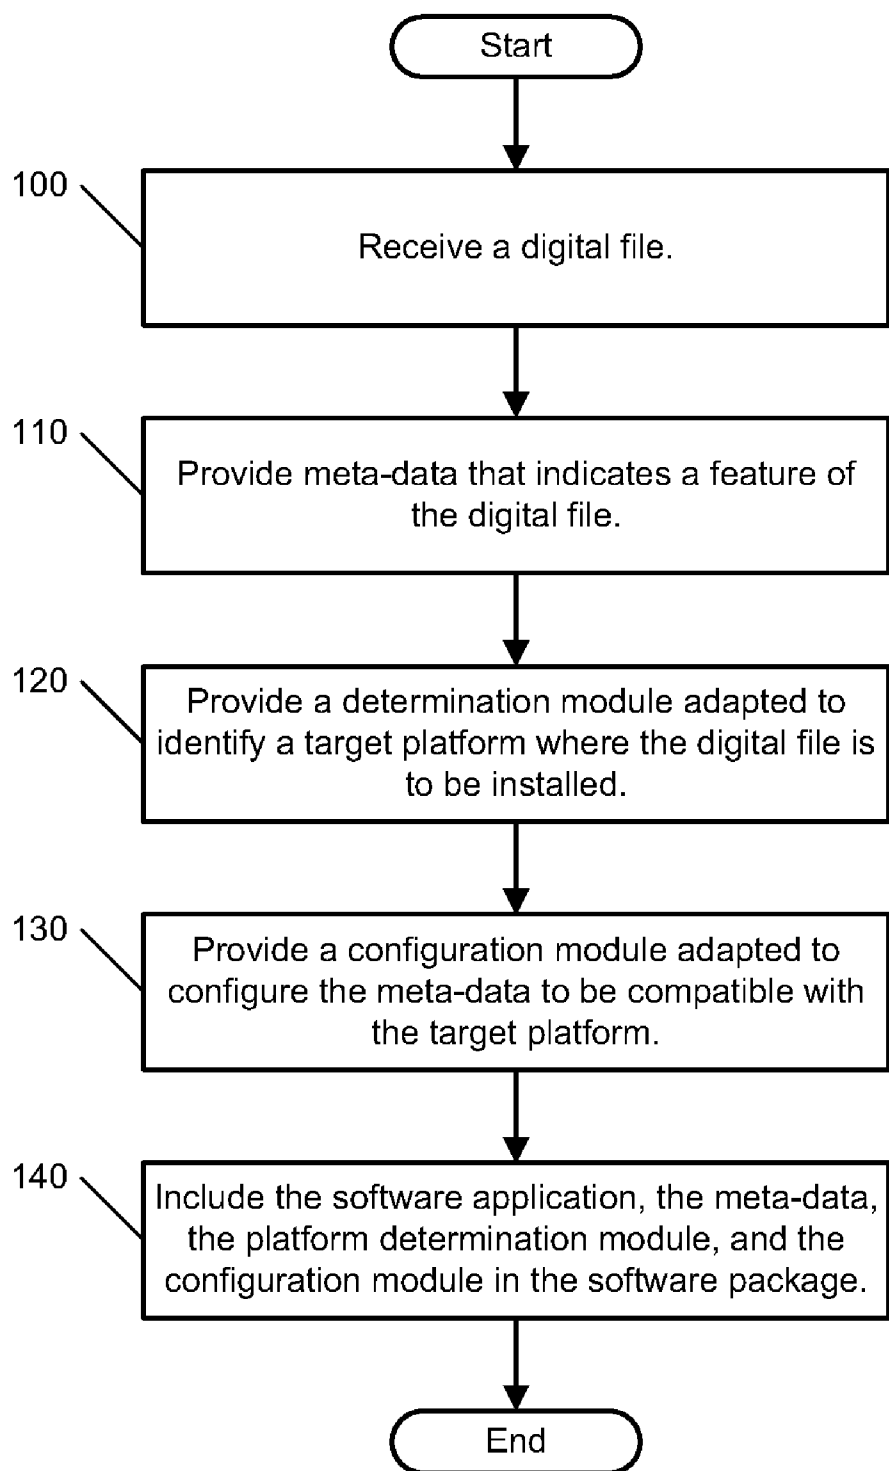 Start
100
Receive a digital file.
110
Provide meta-data that indicates a feature of
the digital file.
120
Provide a determination module adapted to
identify a target platform where the digital file is
to be installed.
130
Provide a configuration module adapted to
configure the meta-data to be compatible with
the target platform.
140
Include the software application, the meta-data,
the platform determination module, and the
configuration module in the software package.
End